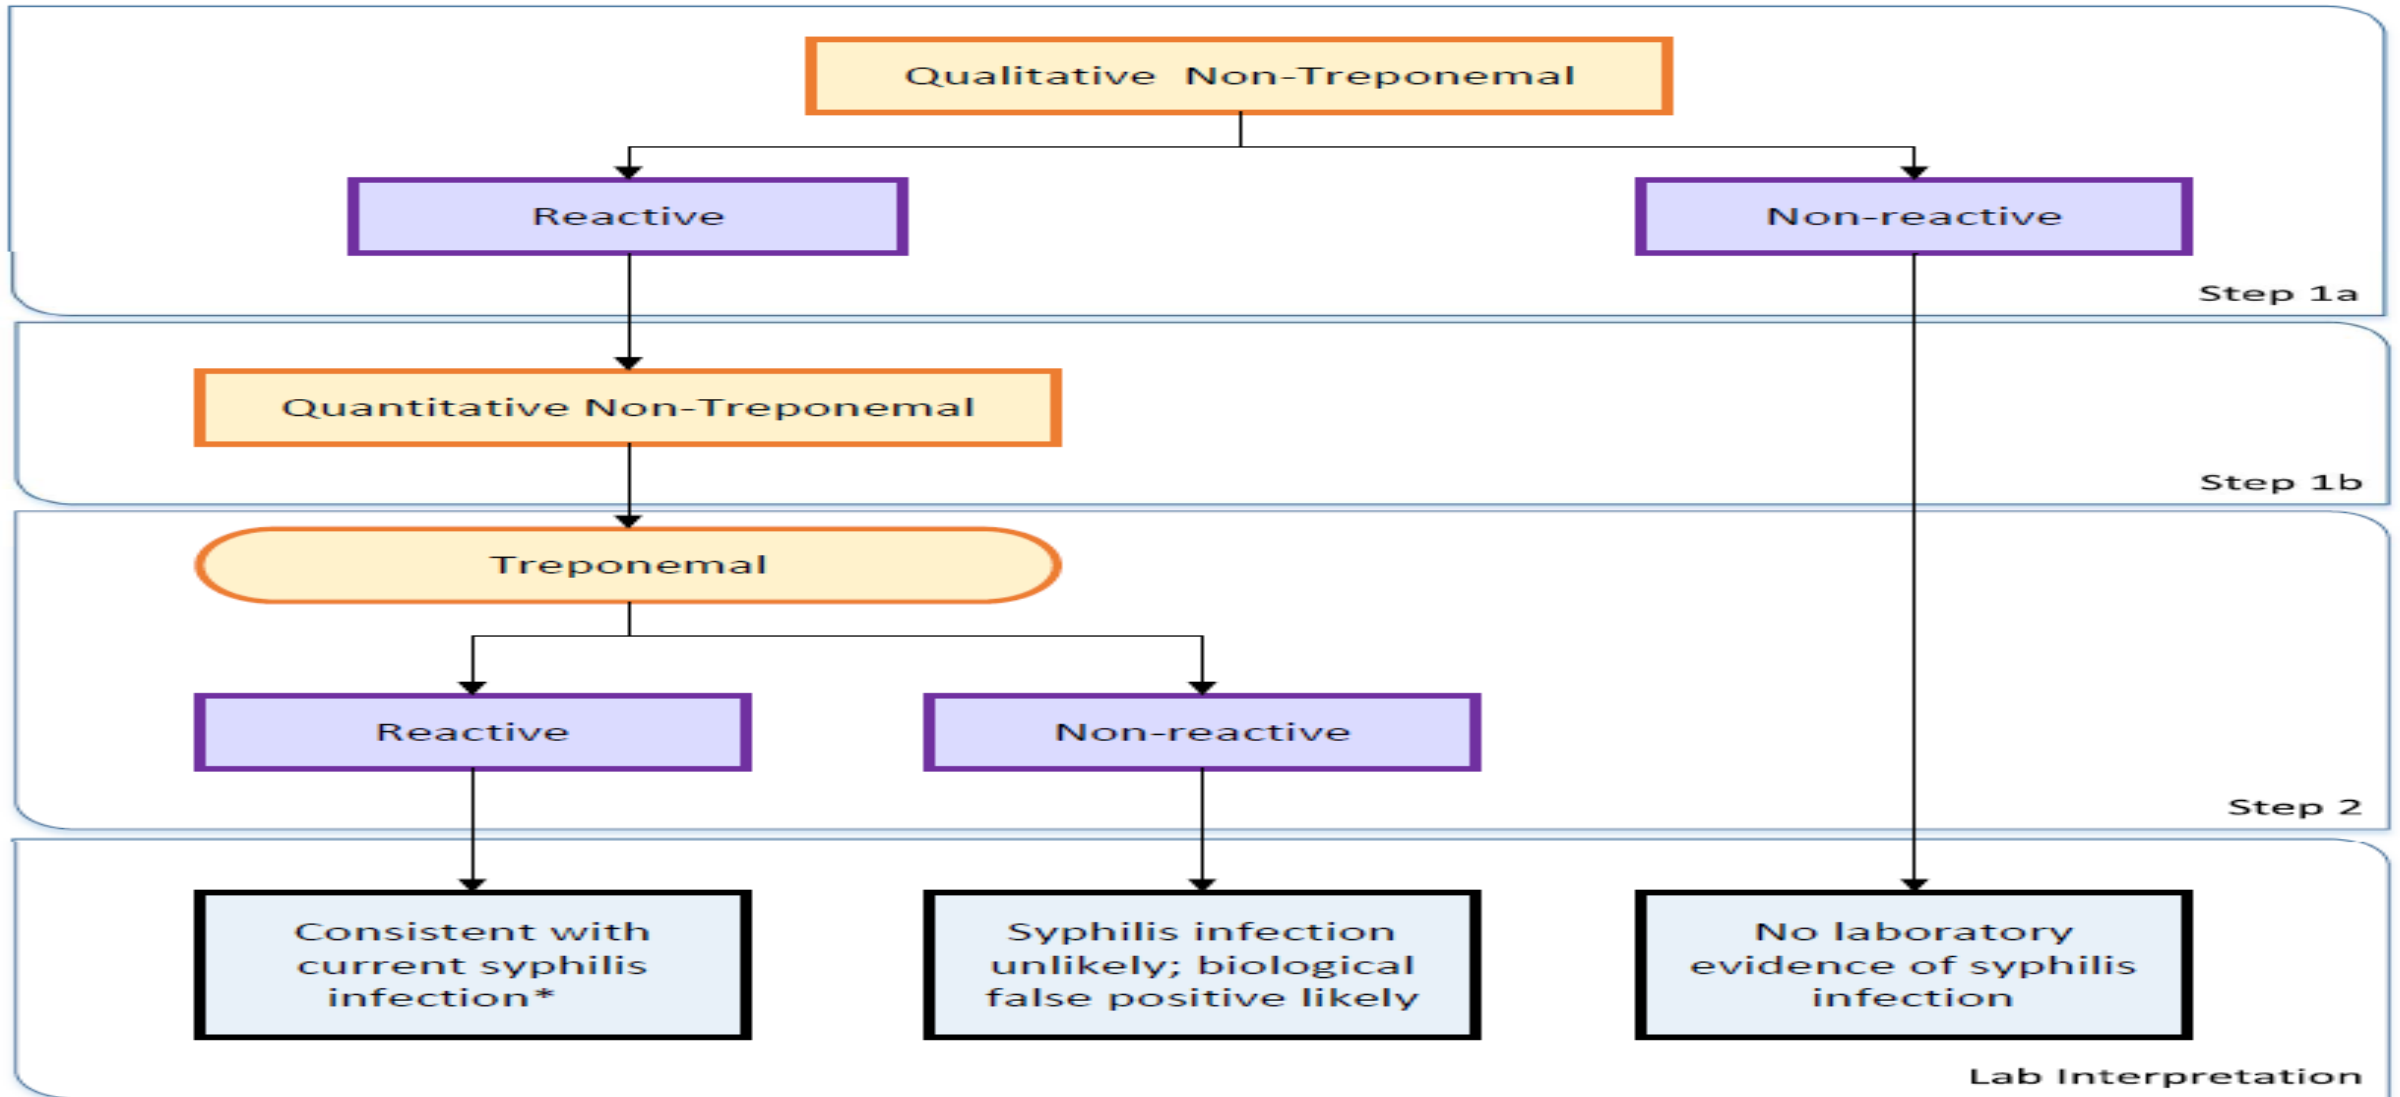 Qualitative Non-Treponemal
Reactive
Non-reactive
Step 1a
Quantitative Non-Treponemal
Step 1b
Treponemal
Reactive
Non-reactive
Step 2
Consistent with
current syphilis
infection*
Syphilis infection
unlikely; biological
false positive likely
No laboratory
evidence of syphilis
infection
Lab Interpretation